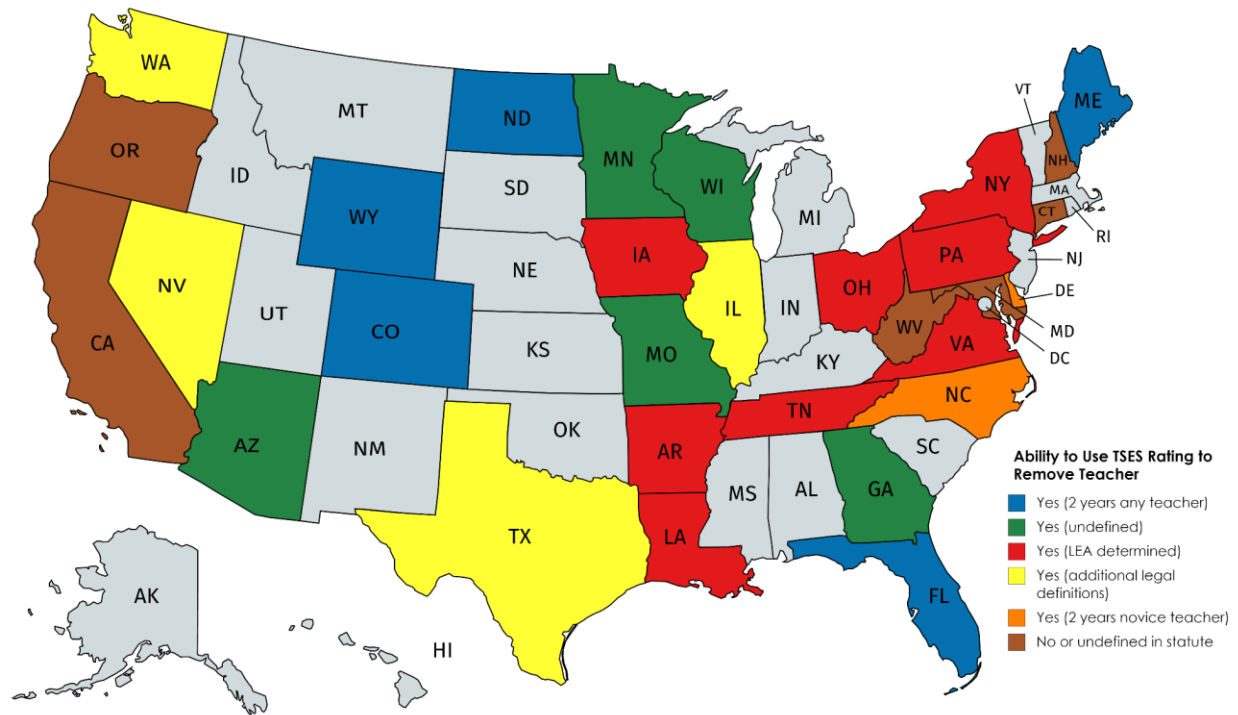 WA
MT
ND
MN
VT
ME
OR
ID
SD
WI
MI
NY
NH
MA
CT
RI
WY
NE
IA
PA
NJ
NV
UT
CO
KS
MO
IL
IN
OH
WV
VA
DE
MD
DC
CA
KY
AZ
NM
OK
AR
TN
NC
SC
TX
LA
MS
AL
GA
FL
AK
HI
Ability to Use TSES Rating to
Remove Teacher
Yes (2 years any teacher)
Yes (undefined)
Yes (LEA determined)
Yes (additional legal
definitions)
Yes (2 years novice teacher)
No or undefined in statute